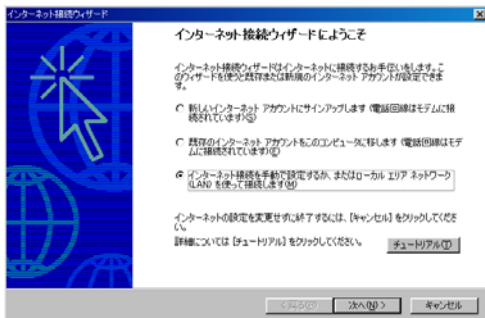 インターネット接続ウィザード
インターネット接続ウィザードにようこそ
インターネット接続ウィザードはインターネットに接続するお手伝いをします。こ
のウィザードを使うと既存または新規のインターネット アカウントが設定できま
す。
新しいインターネット アカウントにサインアップします (電話回線はモデムに接
続されています)(S)
既存のインターネット アカウントをこのコンピュータに移します (電話回線はモデ
ムに接続されています)(E)
インターネット接続を手動で設定するか、またはローカル エリア ネットワーク
(LAN) を使って接続します(M)
インターネットの設定を変更せずに終了するには、[キャンセル] をクリックしてくださ
い。
詳細については [チュートリアル] をクリックしてください。
チュートリアル(T)
< 戻る(B)
次へ(N) >
キャンセル